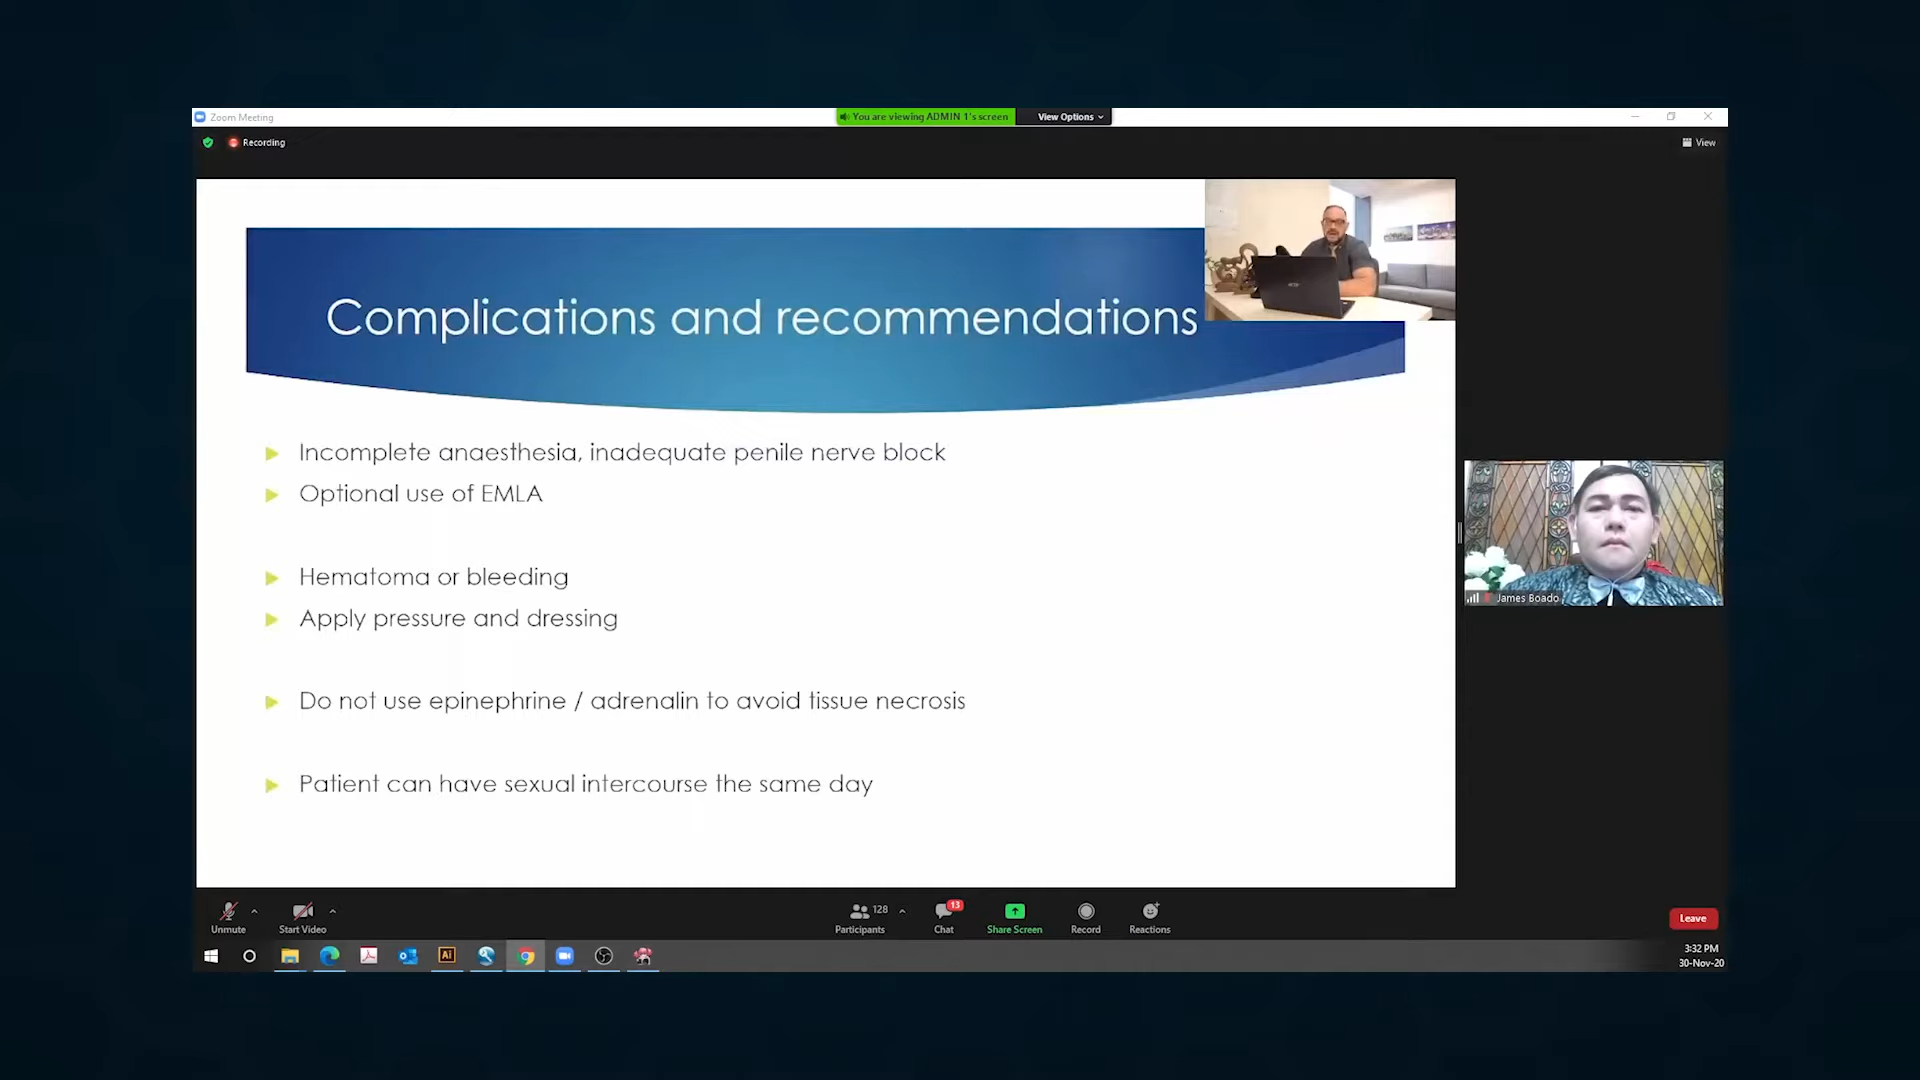 Zoom Meeting
You are viewing ADMIN 1's screen
View Options
Recording
View
Complications and recommendations
Incomplete anaesthesia, inadequate penile nerve block
Optional use of EMLA
Hematoma or bleeding
Apply pressure and dressing
Do not use epinephrine / adrenalin to avoid tissue necrosis
Patient can have sexual intercourse the same day
James Boado
Unmute
Start Video
128
Participants
13
Chat
Share Screen
Record
Reactions
Leave
Ai
3:32 PM
30-Nov-20